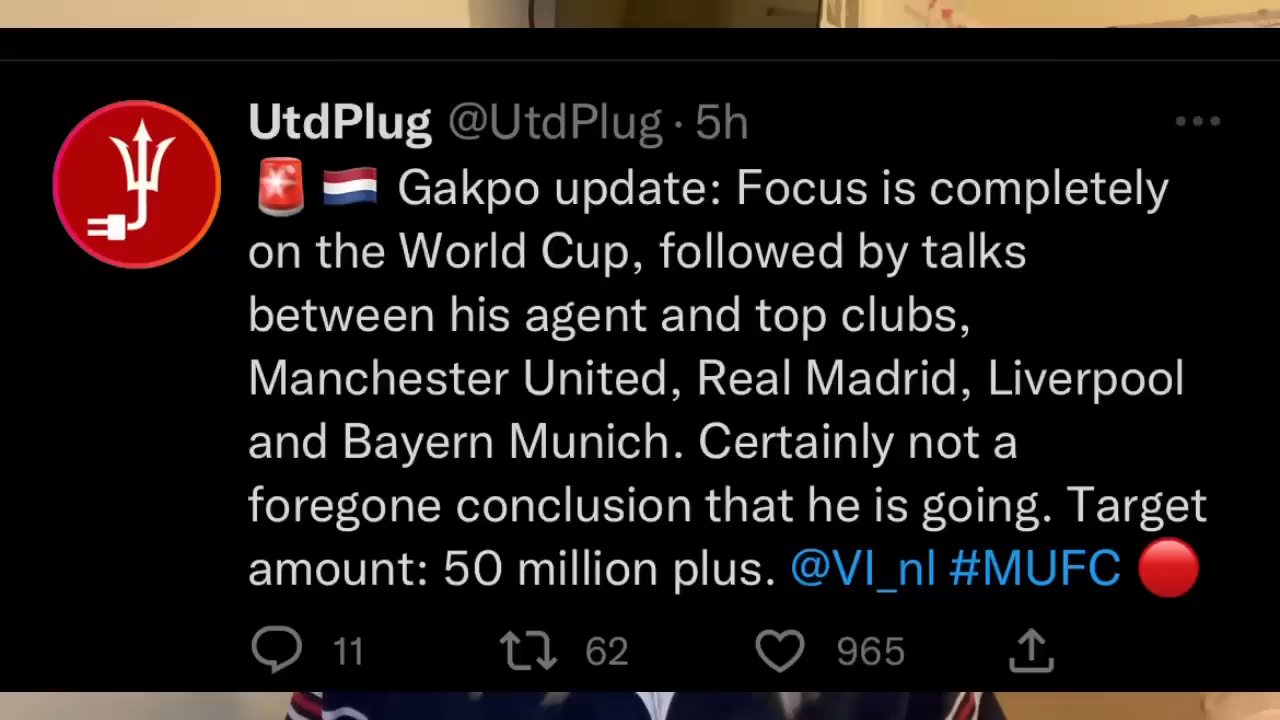 UtdPlug @UtdPlug · 5h
🚨 🇳🇱 Gakpo update: Focus is completely
on the World Cup, followed by talks
between his agent and top clubs,
Manchester United, Real Madrid, Liverpool
and Bayern Munich. Certainly not a
foregone conclusion that he is going. Target
amount: 50 million plus. @VI_nl #MUFC 🔴
11 62 965